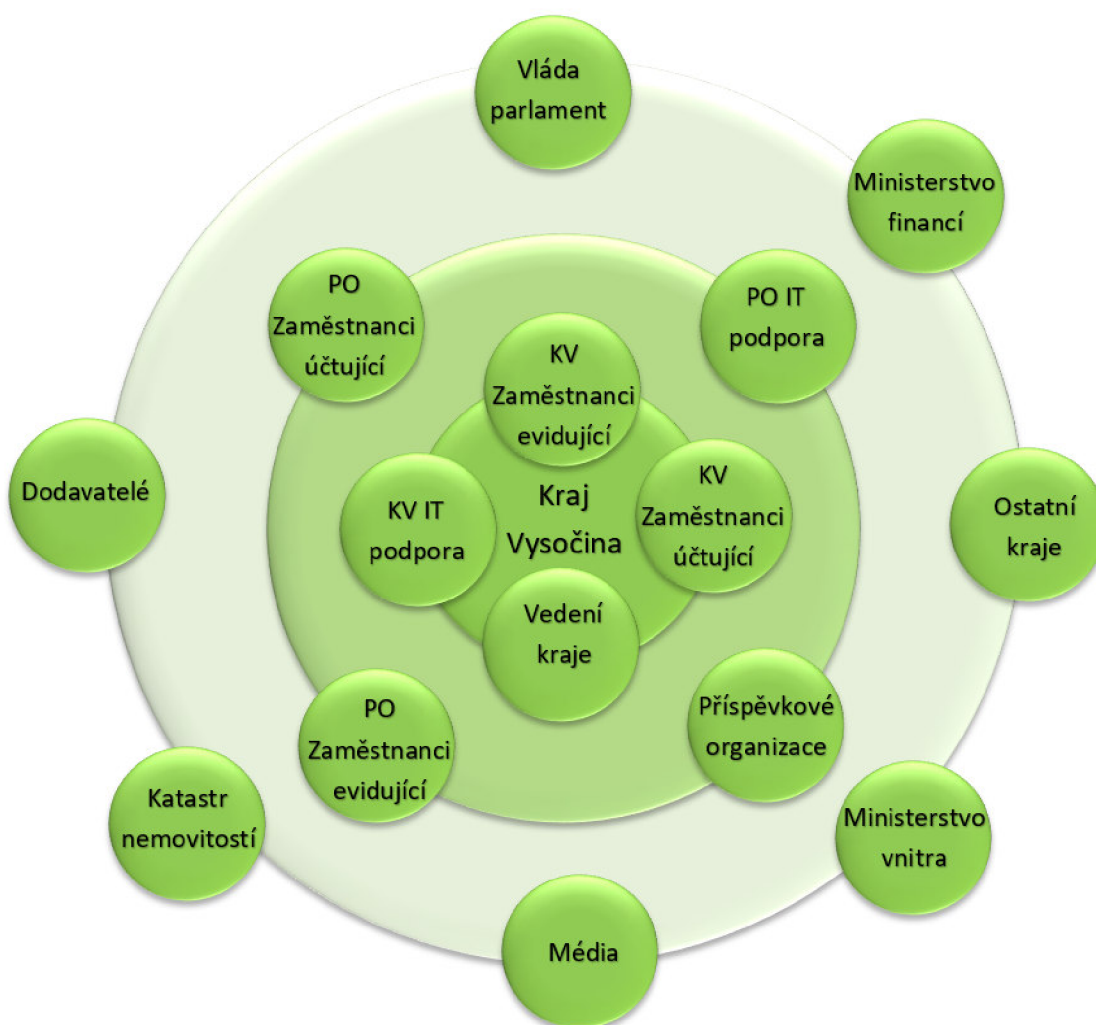 Vláda
parlament
Ministerstvo
financí
PO
Zaměstnanci
účtující
PO IT
podpora
KV
Zaměstnanci
evidující
Dodavatelé
KV IT
podpora
Kraj
Vysočina
KV
Zaměstnanci
účtující
Ostatní
kraje
Vedení
kraje
PO
Zaměstnanci
evidující
Příspěvkové
organizace
Katastr
nemovitostí
Ministerstvo
vnitra
Média